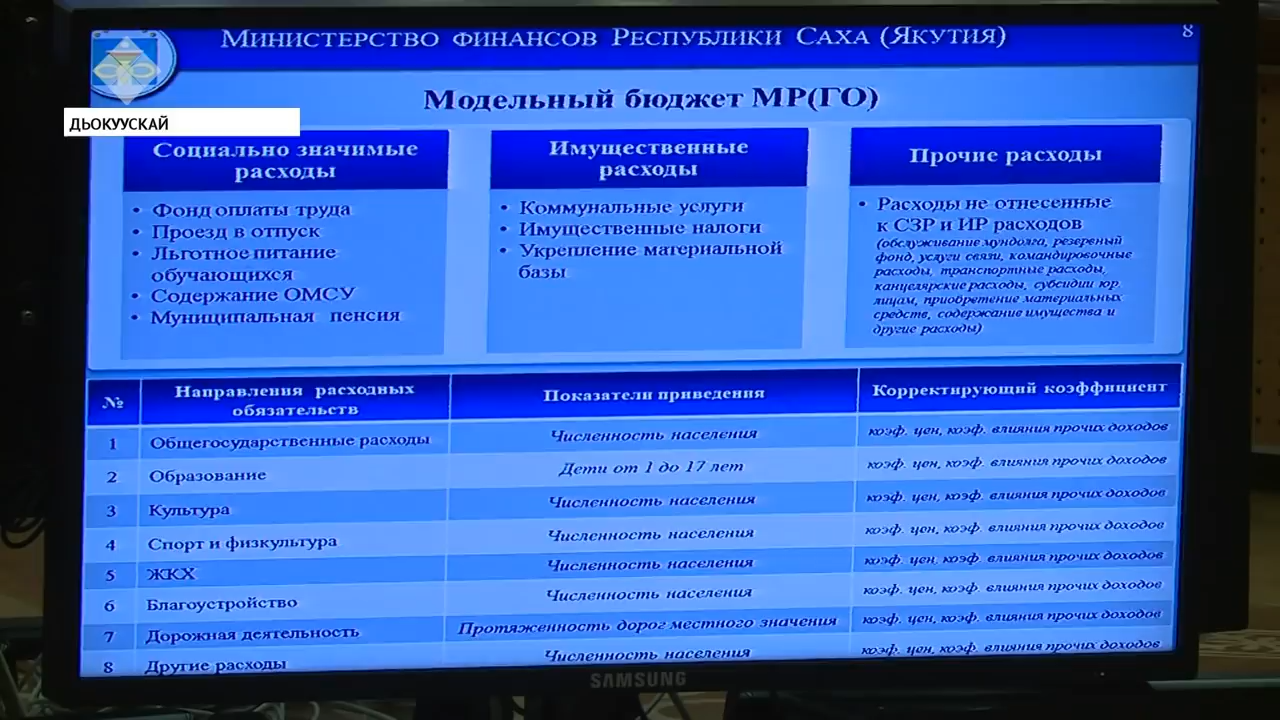 Министерство финансов Республики Саха (Якутия)
8
Модельный бюджет МР(ГО)
ДЬОКУУСКАЙ
Социально значимые
расходы
• Фонд оплаты труда
• Проезд в отпуск
• Льготное питание
обучающихся
• Содержание ОМСУ
• Муниципальная пенсия
Имущественные
расходы
• Коммунальные услуги
• Имущественные налоги
• Укрепление материальной
базы
Прочие расходы
• Расходы не отнесенные
к СЗР и ИР расходов
(обслуживание мундолга, резервный
фонд, услуги связи, командировочные
расходы, транспортные расходы,
канцелярские расходы, субсидии юр.
лицам, приобретение материальных
средств, содержание имущества и
другие расходы)
№ Направления расходных обязательств Показатели приведения Корректирующий коэффициент
1 Общегосударственные расходы Численность населения коэф. цен, коэф. влияния прочих доходов
2 Образование Дети от 1 до 17 лет коэф. цен, коэф. влияния прочих доходов
3 Культура Численность населения коэф. цен, коэф. влияния прочих доходов
4 Спорт и физкультура Численность населения коэф. цен, коэф. влияния прочих доходов
5 ЖКХ Численность населения коэф. цен, коэф. влияния прочих доходов
6 Благоустройство Численность населения коэф. цен, коэф. влияния прочих доходов
7 Дорожная деятельность Протяженность дорог местного значения коэф. цен, коэф. влияния прочих доходов
8 Другие расходы Численность населения коэф. цен, коэф. влияния прочих доходов
SAMSUNG